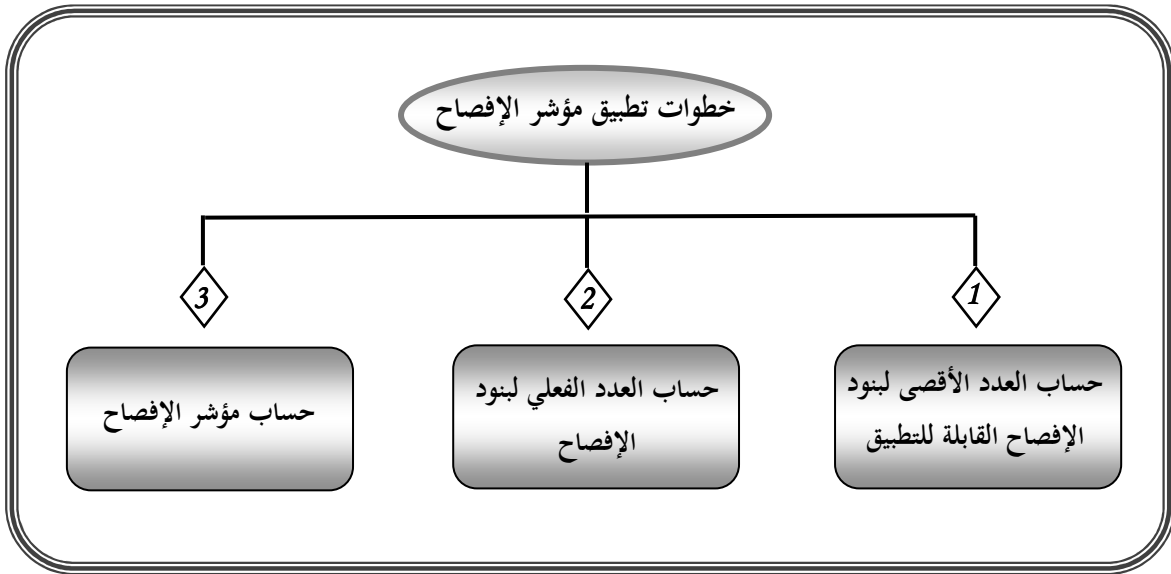 خطوات تطبيق مؤشر الإفصاح
1
حساب العدد الأقصى لبنود
الإفصاح القابلة للتطبيق
2
حساب العدد الفعلي لبنود
الإفصاح
3
حساب مؤشر الإفصاح